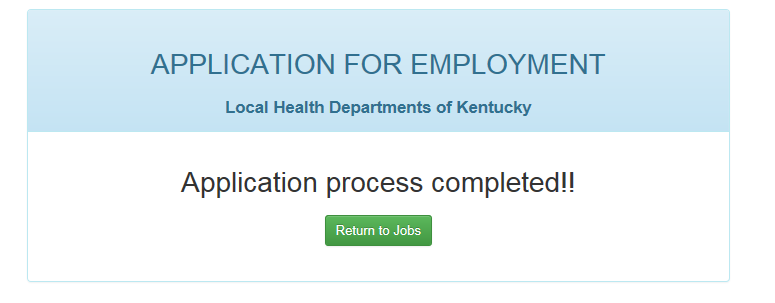 APPLICATION FOR EMPLOYMENT
Local Health Departments of Kentucky
Application process completed!!
Return to Jobs